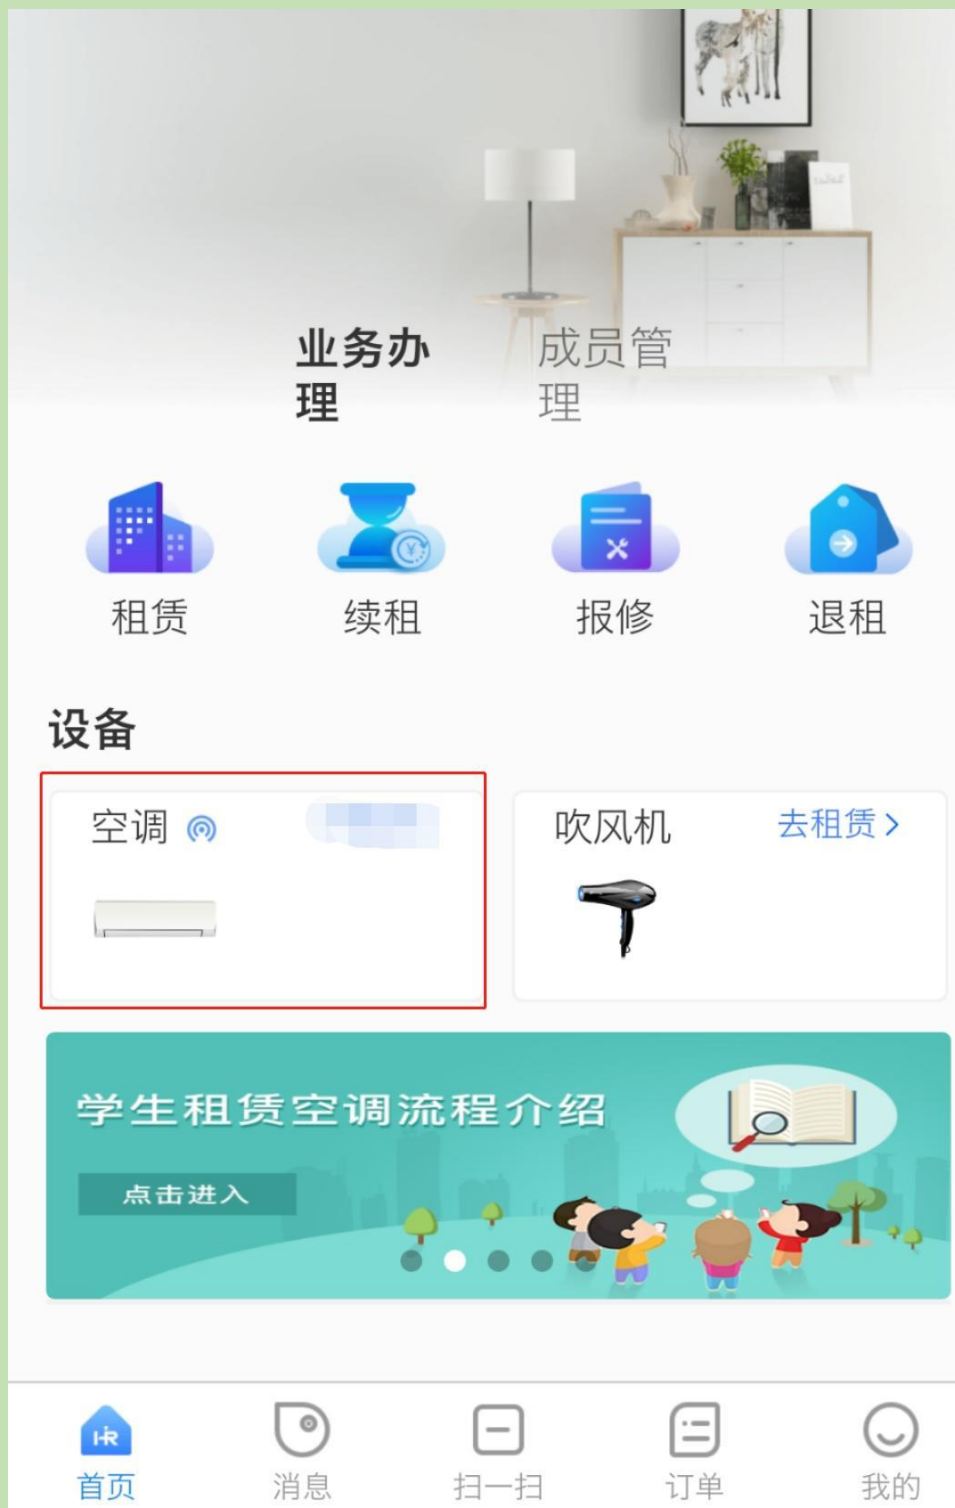 业务办
理
成员管
理
租赁
续租
报修
退租
设备
空调
吹风机
去租赁
学生租赁空调流程介绍
点击进入
HR
首页
消息
扫一扫
订单
我的